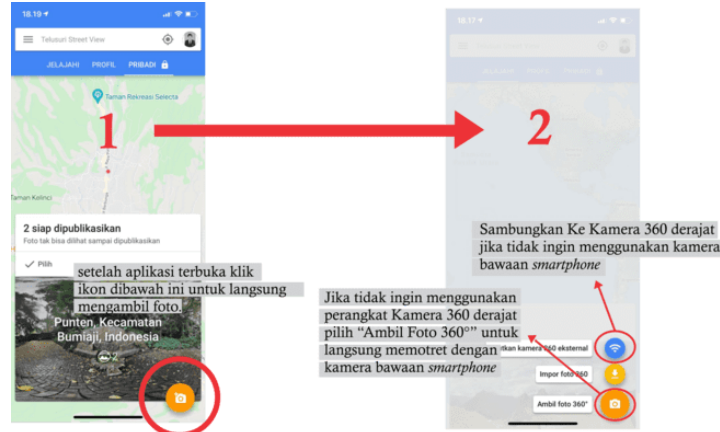 18.19
Telusuri Street View
JELAJAHI PROFIL PRIBADI
Taman Rekreasi Selecta
1
Taman Kelinci
2 siap dipublikasikan
Foto tak bisa dilihat sampai dipublikasikan
Pilih
setelah aplikasi terbuka klik
ikon dibawah ini untuk langsung
mengambil foto.
Punten, Kecamatan
Bumiaji, Indonesia
2
18.17
Telusuri Street View
JELAJAHI PROFIL PRIBADI
2
Sambungkan Ke Kamera 360 derajat
jika tidak ingin menggunakan kamera
bawaan smartphone
Jika tidak ingin menggunakan
perangkat Kamera 360 derajat
pilih “Ambil Foto 360°” untuk
langsung memotret dengan
kamera bawaan smartphone
kamera 360 eksternal
Impor foto 360
Ambil foto 360°